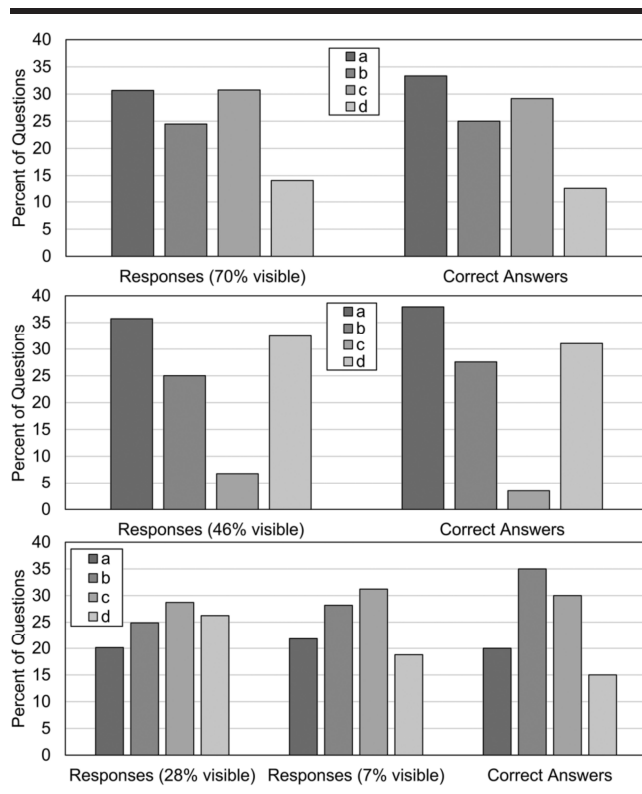 40
35
30
25
20
15
10
5
0
Percent of Questions
a
b
c
d
Responses (70% visible) Correct Answers
40
35
30
25
20
15
10
5
0
Percent of Questions
a
b
c
d
Responses (46% visible) Correct Answers
40
35
30
25
20
15
10
5
0
Percent of Questions
a
b
c
d
Responses (28% visible) Responses (7% visible) Correct Answers